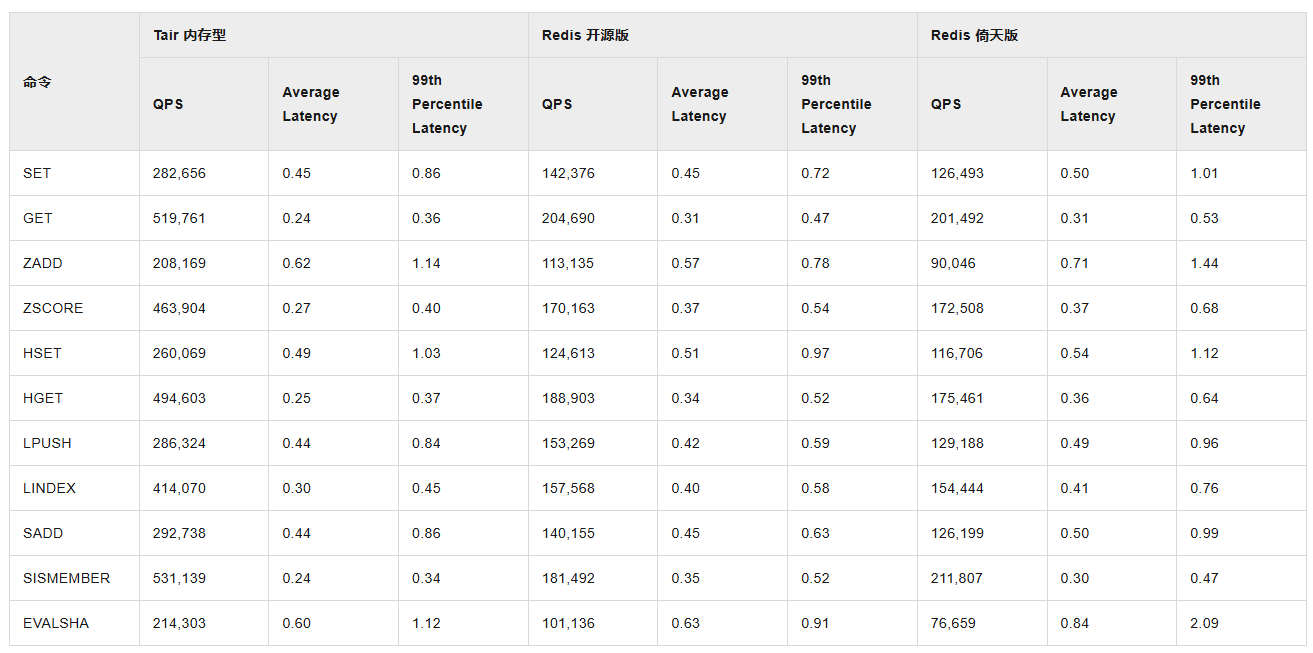 命令 Tair 内存型 Redis 开源版 Redis 倚天版
QPS Average Latency 99th Percentile Latency QPS Average Latency 99th Percentile Latency QPS Average Latency 99th Percentile Latency
SET 282,656 0.45 0.86 142,376 0.45 0.72 126,493 0.50 1.01
GET 519,761 0.24 0.36 204,690 0.31 0.47 201,492 0.31 0.53
ZADD 208,169 0.62 1.14 113,135 0.57 0.78 90,046 0.71 1.44
ZSCORE 463,904 0.27 0.40 170,163 0.37 0.54 172,508 0.37 0.68
HSET 260,069 0.49 1.03 124,613 0.51 0.97 116,706 0.54 1.12
HGET 494,603 0.25 0.37 188,903 0.34 0.52 175,461 0.36 0.64
LPUSH 286,324 0.44 0.84 153,269 0.42 0.59 129,188 0.49 0.96
LINDEX 414,070 0.30 0.45 157,568 0.40 0.58 154,444 0.41 0.76
SADD 292,738 0.44 0.86 140,155 0.45 0.63 126,199 0.50 0.99
SISMEMBER 531,139 0.24 0.34 181,492 0.35 0.52 211,807 0.30 0.47
EVALSHA 214,303 0.60 1.12 101,136 0.63 0.91 76,659 0.84 2.09